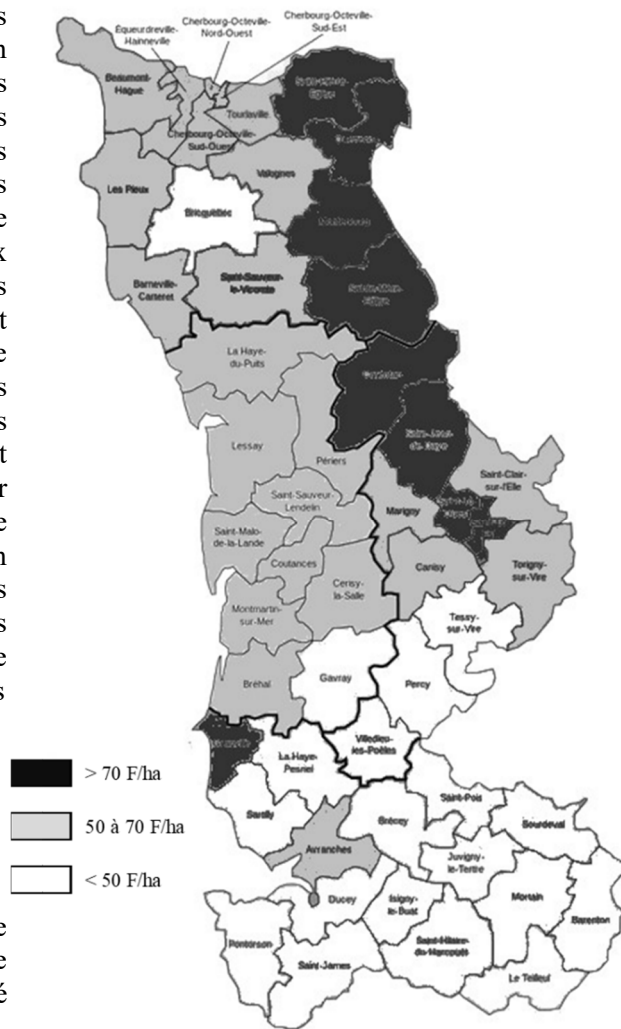 Cherbourg-Octeville-
Nord-Ouest
Cherbourg-Octeville-
Sud-Est
Équeurdreville-
Hainneville
Beaumont-
Hague
Tourlaville
Cherbourg-Octeville-
Sud-Ouest
Valognes
Les Pieux
Bricquebec
Barneville-
Carteret
Saint-Sauveur-
le-Vicomte
La Haye-
du-Puits
Lessay
Périers
Saint-Sauveur-
Lendelin
Saint-Malo-
de-la-Lande
Coutances
Montmartin-
sur-Mer
Cerisy-
la-Salle
Bréhal
Gavray
Marigny
Saint-Clair-
sur-l'Elle
Canisy
Torigny-
sur-Vire
Tessy-
sur-Vire
Percy
Villedieu-
les-Poêles
La Haye-
Pesnel
Sartilly
Avranches
Brécey
Saint-Pois
Sourdeval
Juvigny-
le-Tertre
Ducey
Isigny-
le-Buat
Mortain
Barenton
Pontorson
Saint-James
Saint-Hilaire-
du-Harcouët
Le Teilleul
> 70 F/ha
50 à 70 F/ha
< 50 F/ha